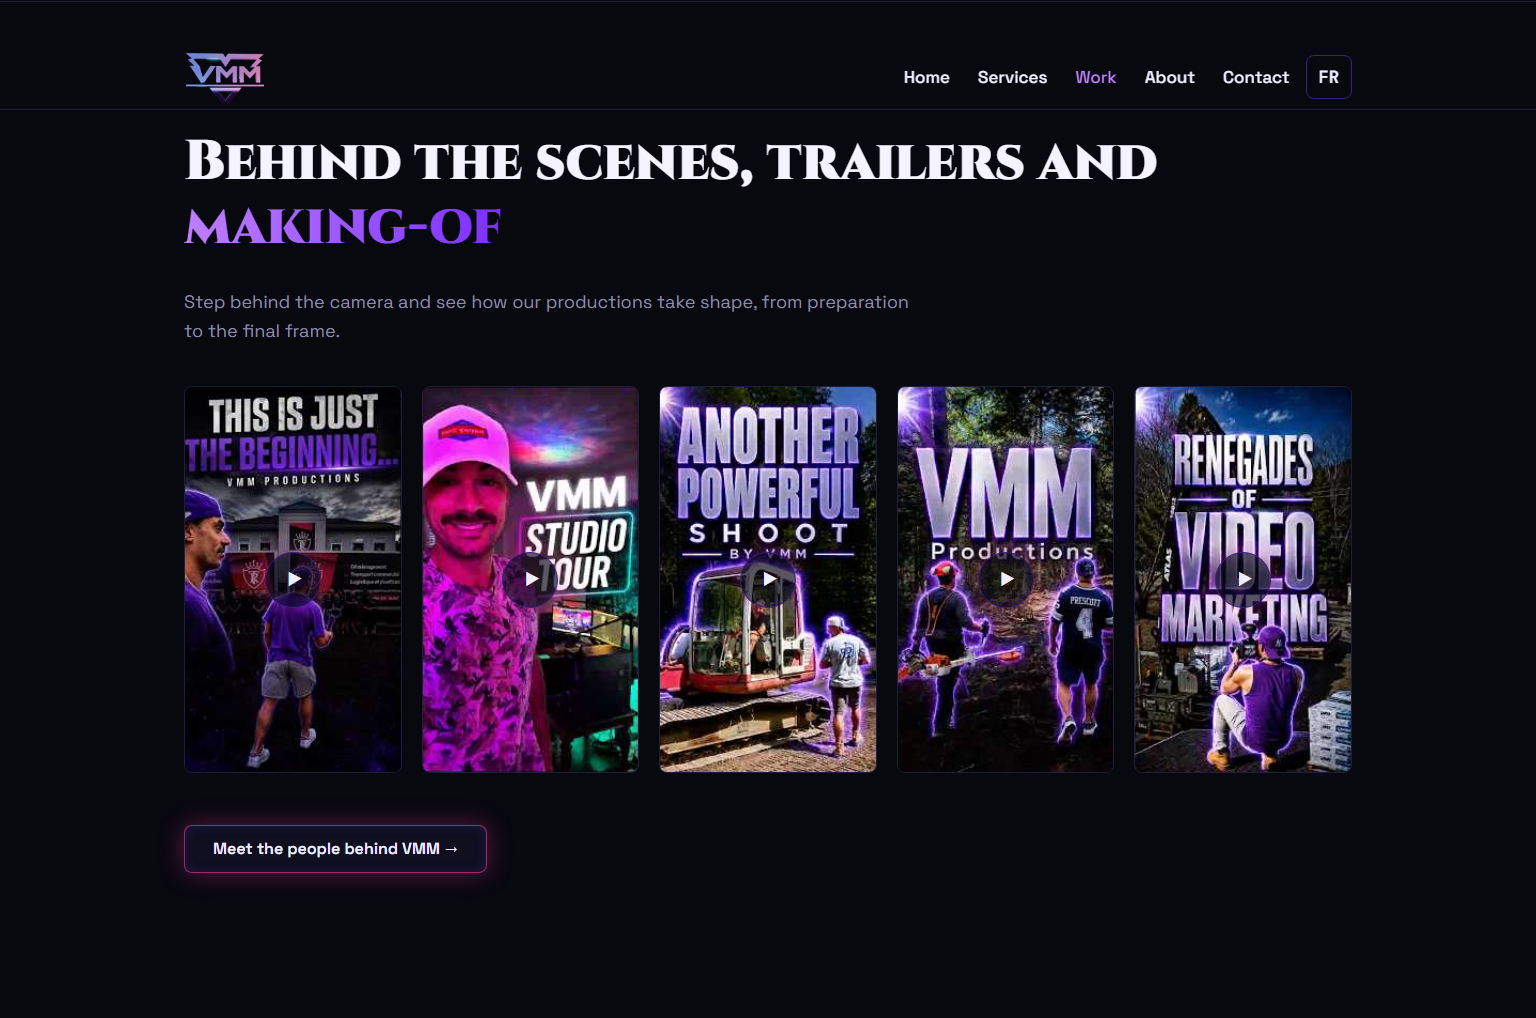 VMM
Home Services Work About Contact FR
Behind the scenes, trailers and
making-of
Step behind the camera and see how our productions take shape, from preparation
to the final frame.
THIS IS JUST
THE BEGINNING...
VMM PRODUCTIONS
VMM
STUDIO
TOUR
ANOTHER
POWERFUL
SHOOT
BY VMM
VMM
Productions
PRESCOTT
4
RENEGADES
OF
VIDEO
MARKETING
ATLAS
Meet the people behind VMM →